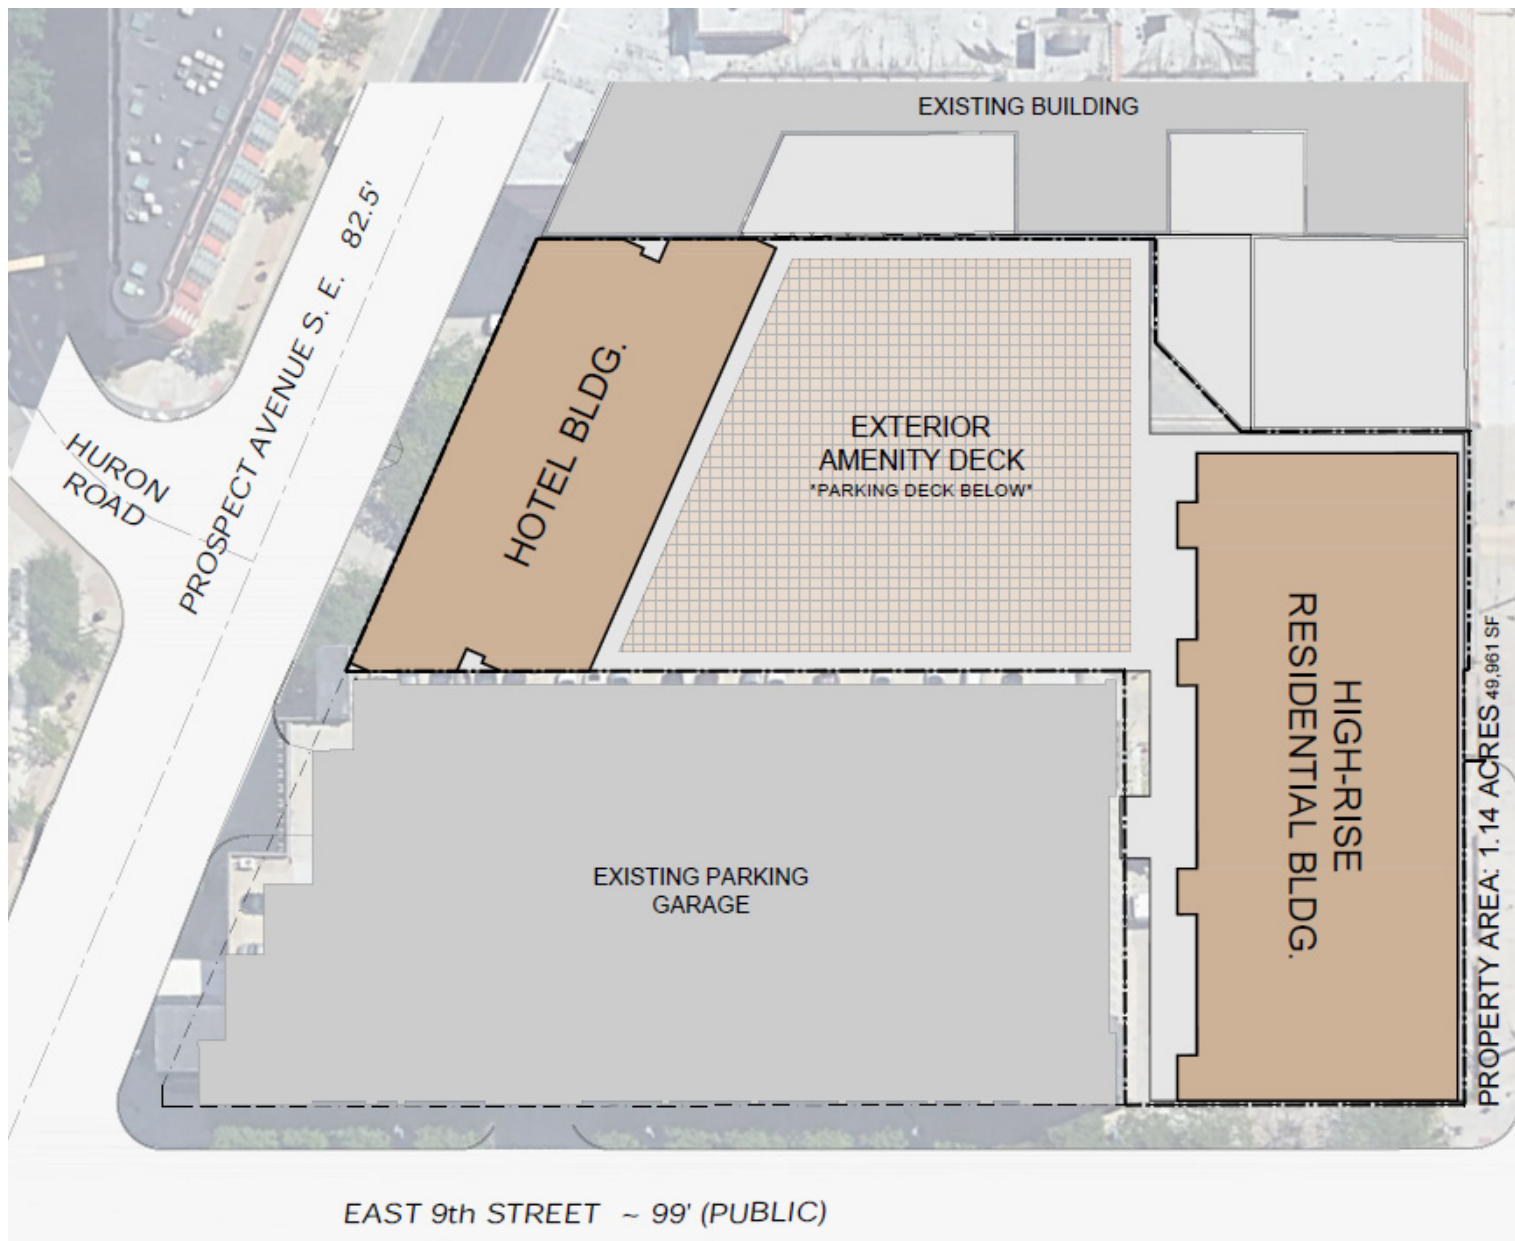 EXISTING BUILDING
PROSPECT AVENUE S. E. 82.5'
HURON
ROAD
HOTEL BLDG.
EXTERIOR
AMENITY DECK
*PARKING DECK BELOW*
HIGH-RISE
RESIDENTIAL BLDG.
PROPERTY AREA: 1.14 ACRES 49,961 SF
EXISTING PARKING
GARAGE
EAST 9th STREET ~ 99' (PUBLIC)